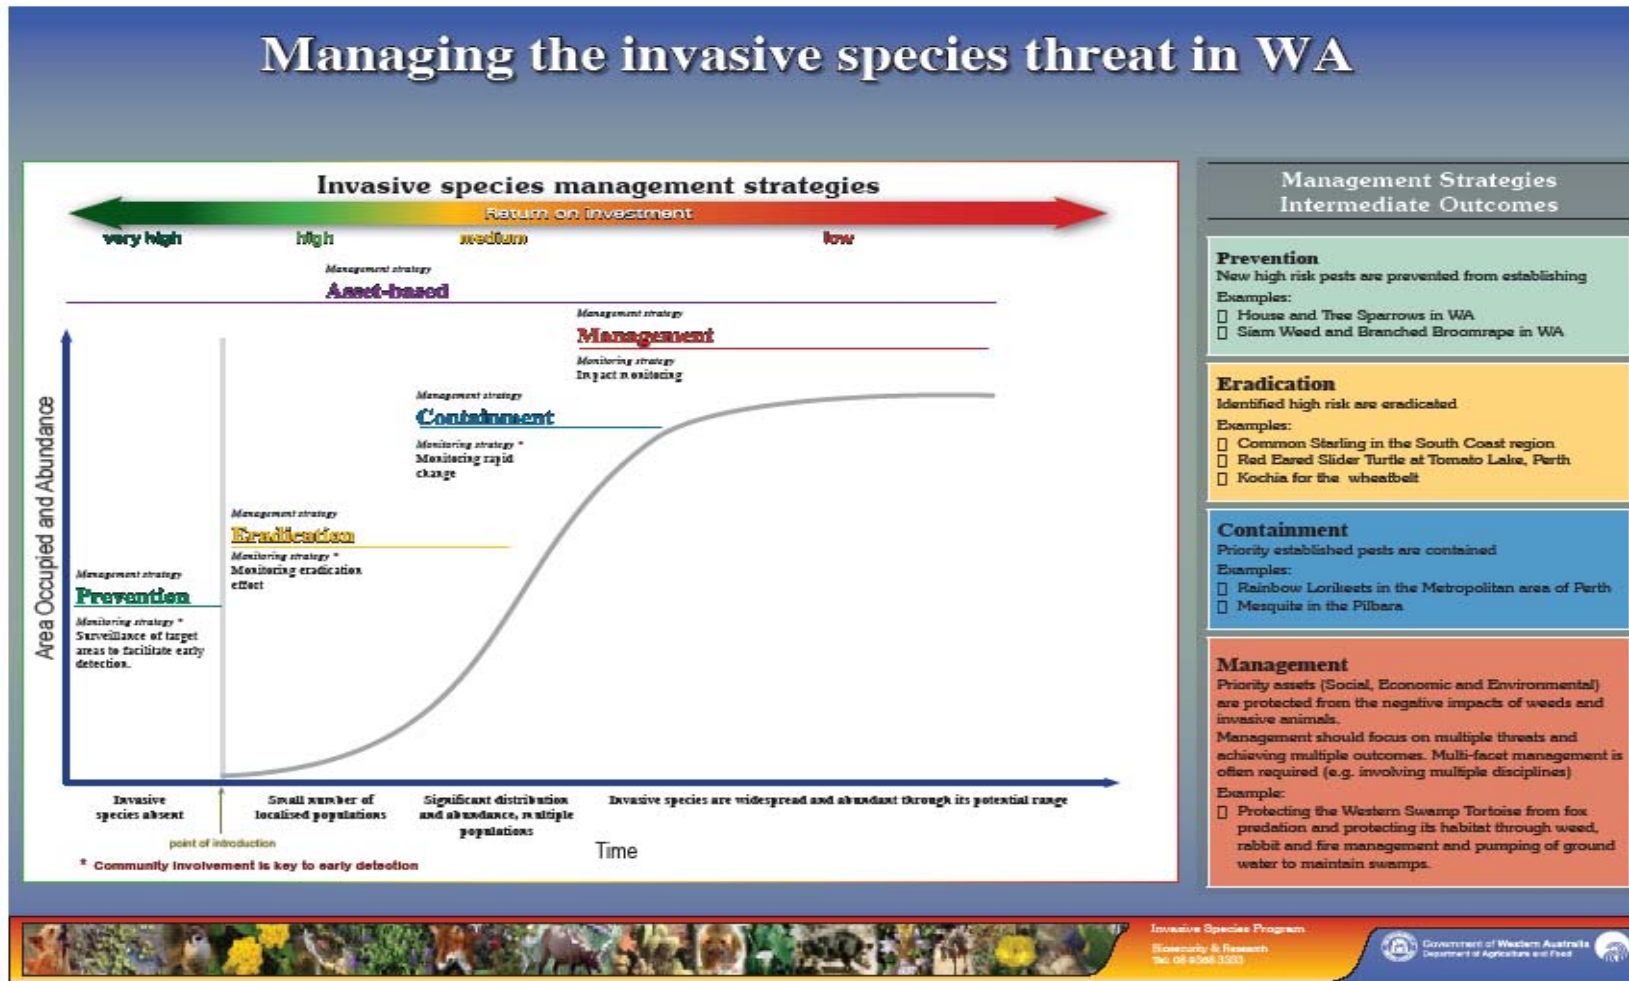 Managing the invasive species threat in WA
Invasive species management strategies
Return on investment
very high
high
medium
low
Management strategy
Asset-based
Management strategy
Management
Monitoring strategy
Impact monitoring
Management strategy
Containment
Monitoring strategy *
Monitoring rapid
change
Management strategy
Eradication
Monitoring strategy *
Monitoring eradication
effect
Management strategy
Prevention
Monitoring strategy *
Surveillance of target
areas to facilitate early
detection.
Area Occupied and Abundance
Invasive
species absent
Small number of
localised populations
Significant distribution
and abundance, multiple
populations
Invasive species are widespread and abundant through its potential range
point of introduction
Time
* Community involvement is key to early detection
Management Strategies
Intermediate Outcomes
Prevention
New high risk pests are prevented from establishing
Examples:
House and Tree Sparrows in WA
Siam Weed and Branched Broomrape in WA
Eradication
Identified high risk are eradicated
Examples:
Common Starling in the South Coast region
Red Eared Slider Turtle at Tomato Lake, Perth
Kochia for the wheatbelt
Containment
Priority established pests are contained
Examples:
Rainbow Lorikeets in the Metropolitan area of Perth
Mesquite in the Pilbara
Management
Priority assets (Social, Economic and Environmental)
are protected from the negative impacts of weeds and
invasive animals.
Management should focus on multiple threats and
achieving multiple outcomes. Multi-facet management is
often required (e.g. involving multiple disciplines)
Example:
Protecting the Western Swamp Tortoise from fox
predation and protecting its habitat through weed,
rabbit and fire management and pumping of ground
water to maintain swamps.
Invasive Species Program
Biosecurity & Research
Tel: 08 9368 3333
Government of Western Australia
Department of Agriculture and Food